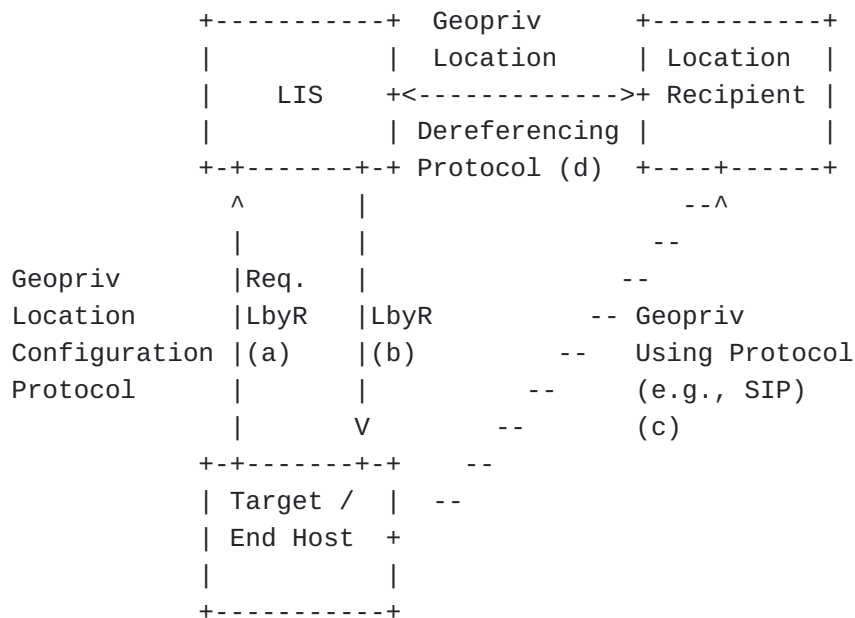 +-----------+ Geopriv +-----------+
| | Location | Location |
| LIS +<------------->+ Recipient |
| | Dereferencing | |
+-+-------+-+ Protocol (d) +----+------+
^ | --^
| | --
Geopriv |Req. | --
Location |LbyR |LbyR -- Geopriv
Configuration |(a) |(b) -- Using Protocol
Protocol | | -- (e.g., SIP)
| V -- (c)
+-+-------+-+ --
| Target / | --
| End Host +
| |
+-----------+